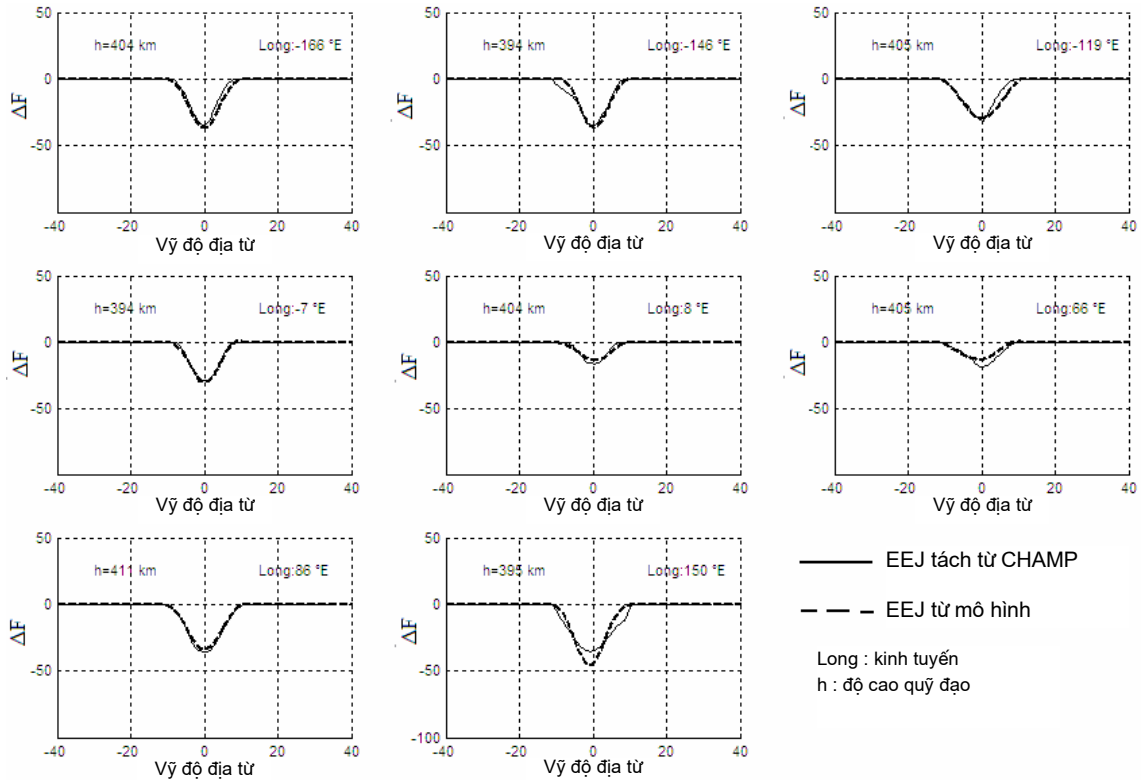 50
h=404 km Long:-166 °E
0
ΔF
-50
-40 -20 0 20 40
Vỹ độ địa từ
50
h=394 km Long:-146 °E
0
ΔF
-50
-40 -20 0 20 40
Vỹ độ địa từ
50
h=405 km Long:-119 °E
0
ΔF
-50
-40 -20 0 20 40
Vỹ độ địa từ
50
h=394 km Long:-7 °E
0
ΔF
-50
-40 -20 0 20 40
Vỹ độ địa từ
50
h=404 km Long:8 °E
0
ΔF
-50
-40 -20 0 20 40
Vỹ độ địa từ
50
h=405 km Long:66 °E
0
ΔF
-50
-40 -20 0 20 40
Vỹ độ địa từ
50
h=411 km Long:86 °E
0
ΔF
-50
-40 -20 0 20 40
Vỹ độ địa từ
50
h=395 km Long:150 °E
0
ΔF
-50
-100
-40 -20 0 20 40
Vỹ độ địa từ
EEJ tách từ CHAMP
EEJ từ mô hình
Long : kinh tuyến
h : độ cao quỹ đạo